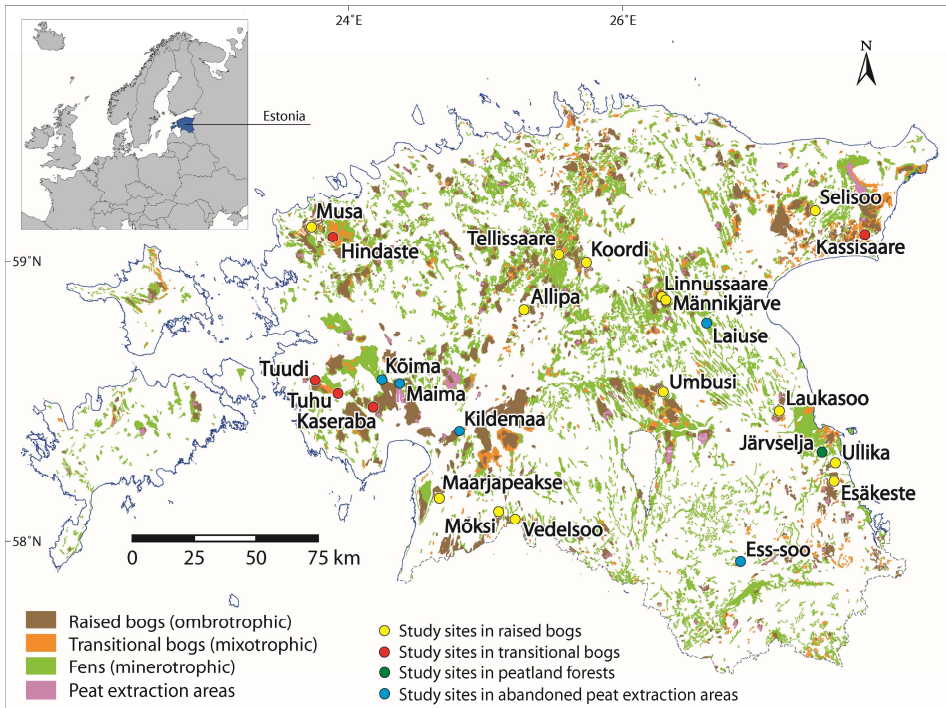 24°E
26°E
N
Estonia
Musa
Hindaste
Selisoo
Kassisaare
Tellissaare
Koordi
59°N
Linnussaare
Männikjärve
Allipa
Laiuse
Tuudi
Kõima
Maima
Tuhu
Kaseraba
Umbusi
Laukasoo
Kildemaa
Järvselja
Ullika
Maarjapeakse
Esäkeste
Mõksi
Vedelsoo
58°N
0 25 50 75 km
Ess-soo
Raised bogs (ombrotrophic)
Transitional bogs (mixotrophic)
Fens (minerotrophic)
Peat extraction areas
Study sites in raised bogs
Study sites in transitional bogs
Study sites in peatland forests
Study sites in abandoned peat extraction areas